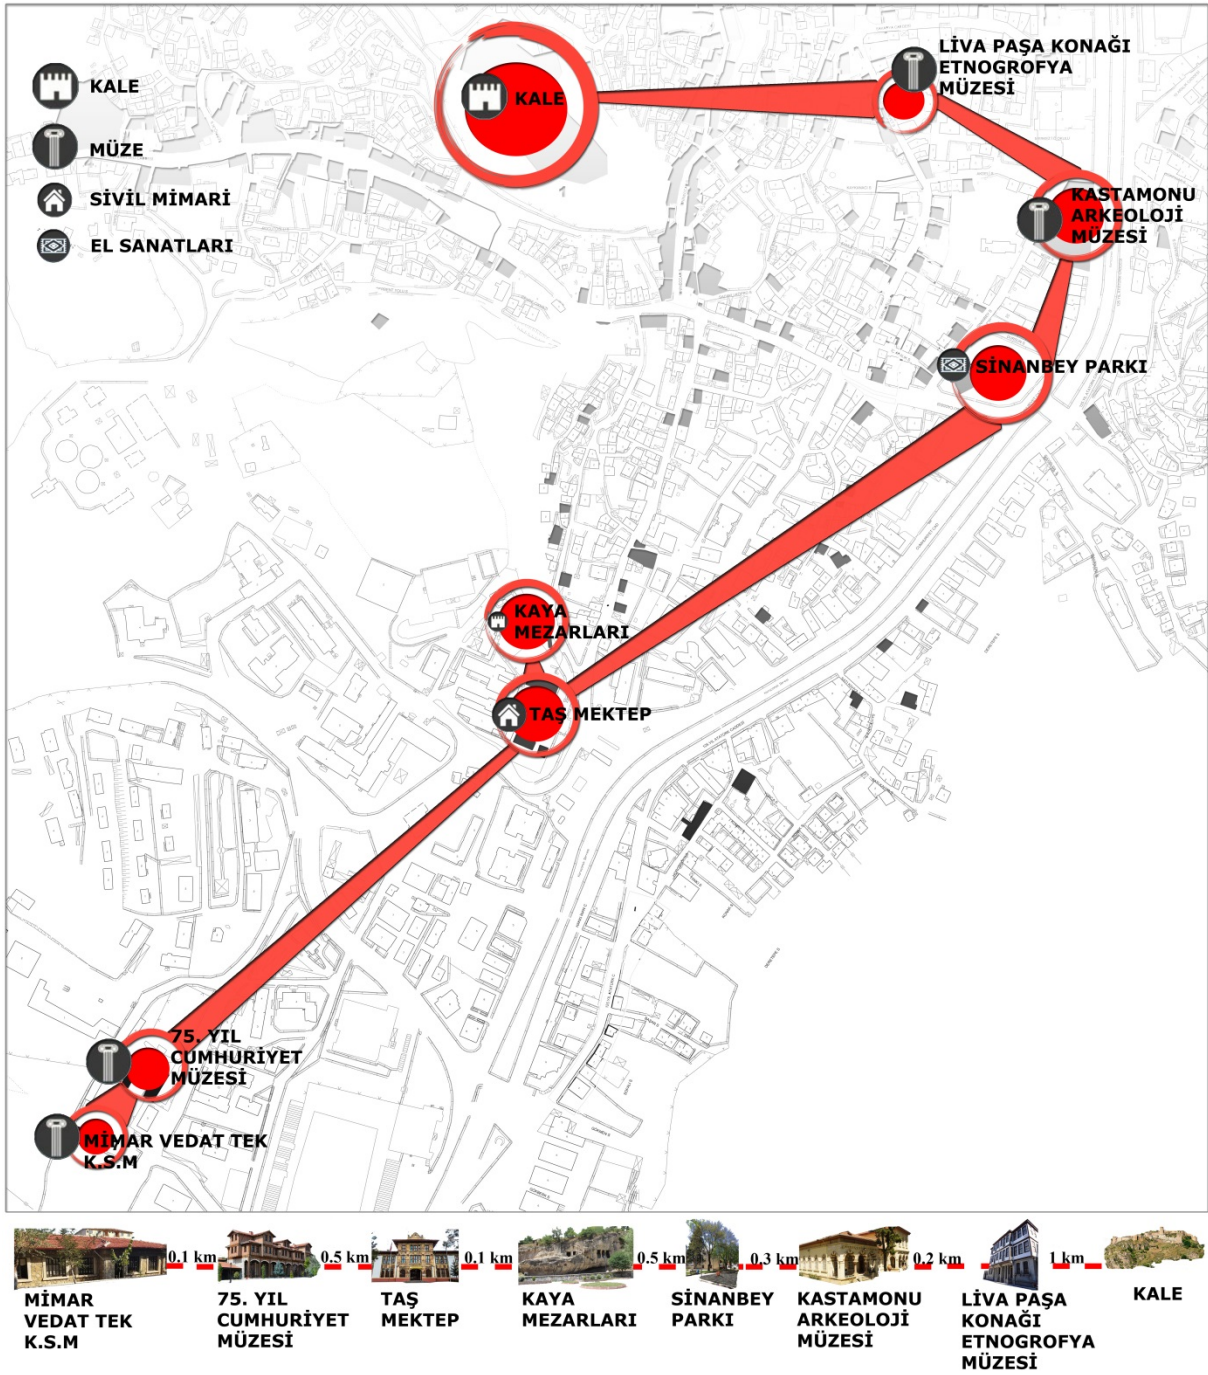 KALE
MÜZE
SİVİL MİMARİ
EL SANATLARI
KALE
LİVA PAŞA KONAĞI
ETNOGROFYA
MÜZESİ
KASTAMONU
ARKEOLOJİ
MÜZESİ
SİNANBEY PARKI
KAYA
MEZARLARI
TAŞ MEKTEP
75. YIL
CUMHURİYET
MÜZESİ
MİMAR VEDAT TEK
K.S.M
0.1 km
0.5 km
0.1 km
0.5 km
0.3 km
0.2 km
1 km
MİMAR
VEDAT TEK
K.S.M
75. YIL
CUMHURİYET
MÜZESİ
TAŞ
MEKTEP
KAYA
MEZARLARI
SİNANBEY
PARKI
KASTAMONU
ARKEOLOJİ
MÜZESİ
LİVA PAŞA
KONAĞI
ETNOGROFYA
MÜZESİ
KALE